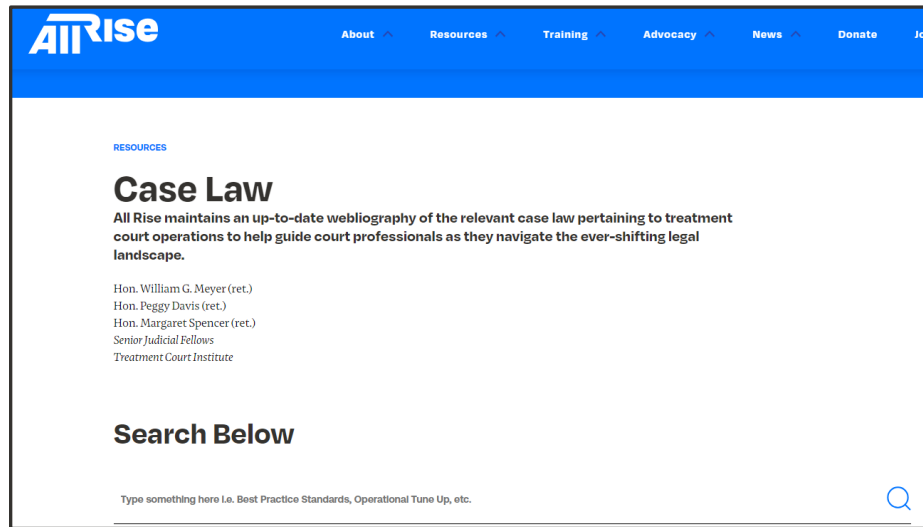 AllRise
About Resources Training Advocacy News Donate Jo
RESOURCES
Case Law
All Rise maintains an up-to-date webliography of the relevant case law pertaining to treatment
court operations to help guide court professionals as they navigate the ever-shifting legal
landscape.
Hon. William G. Meyer (ret.)
Hon. Peggy Davis (ret.)
Hon. Margaret Spencer (ret.)
Senior Judicial Fellows
Treatment Court Institute
Search Below
Type something here i.e. Best Practice Standards, Operational Tune Up, etc.